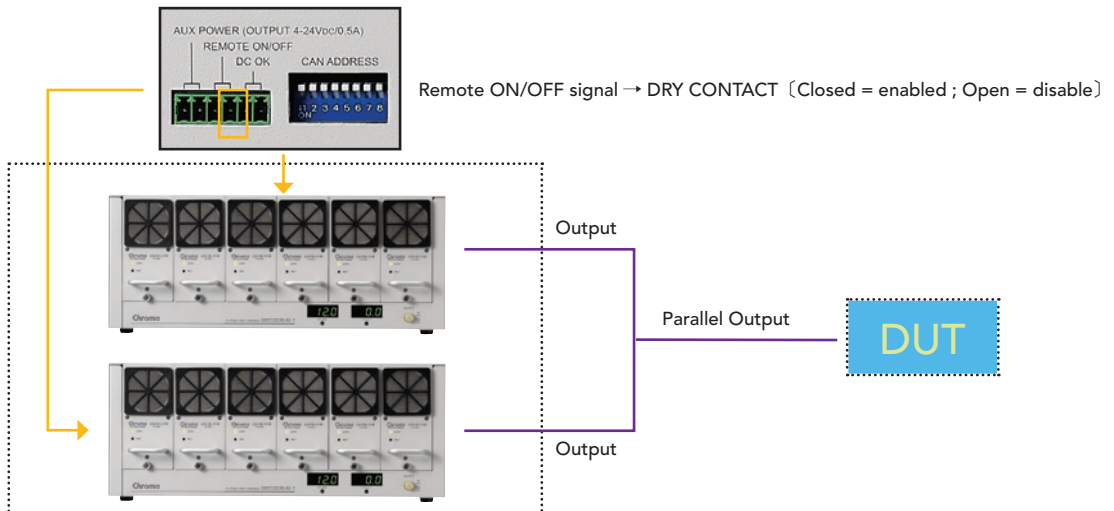 AUX POWER (OUTPUT 4-24VDC/0.5A)
REMOTE ON/OFF
DC OK
CAN ADDRESS
1 2 3 4 5 6 7 8
ON
Remote ON/OFF signal → DRY CONTACT〔Closed = enabled ; Open = disable〕
Output
Chroma
12.0
0.0
Parallel Output
DUT
Output
Chroma
12.0
0.0